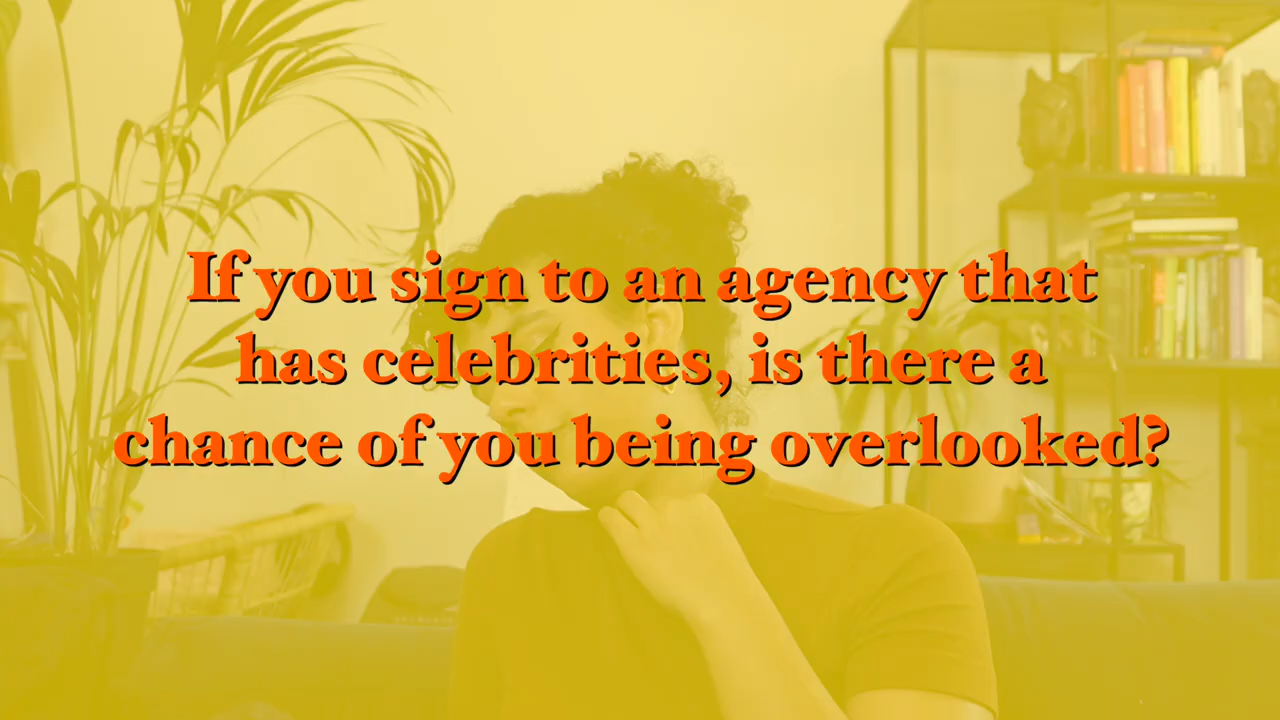 If you sign to an agency that
has celebrities, is there a
chance of you being overlooked?